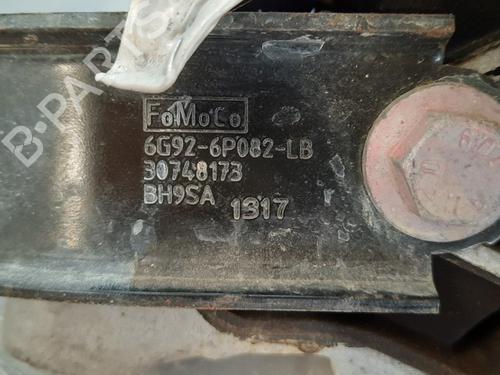 FoMoCo
6G92-6P082-LB
30748173
BH9SA 1317
B-PARTS